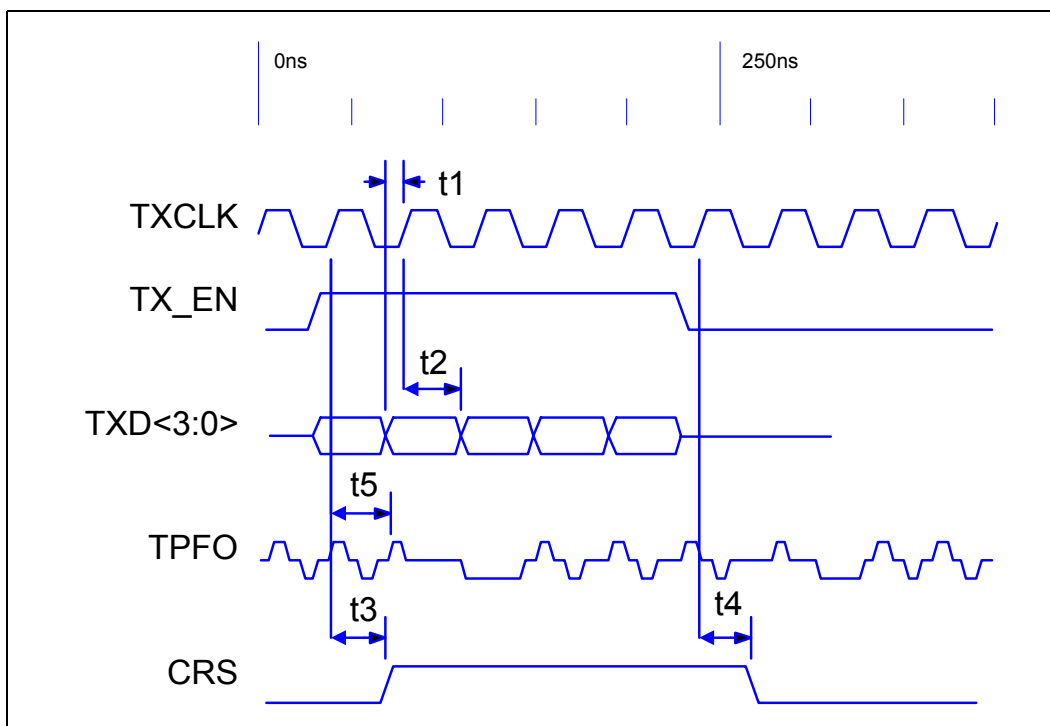 0ns
250ns
t1
TXCLK
TX_EN
t2
TXD<3:0>
t5
TPFO
t3
t4
CRS